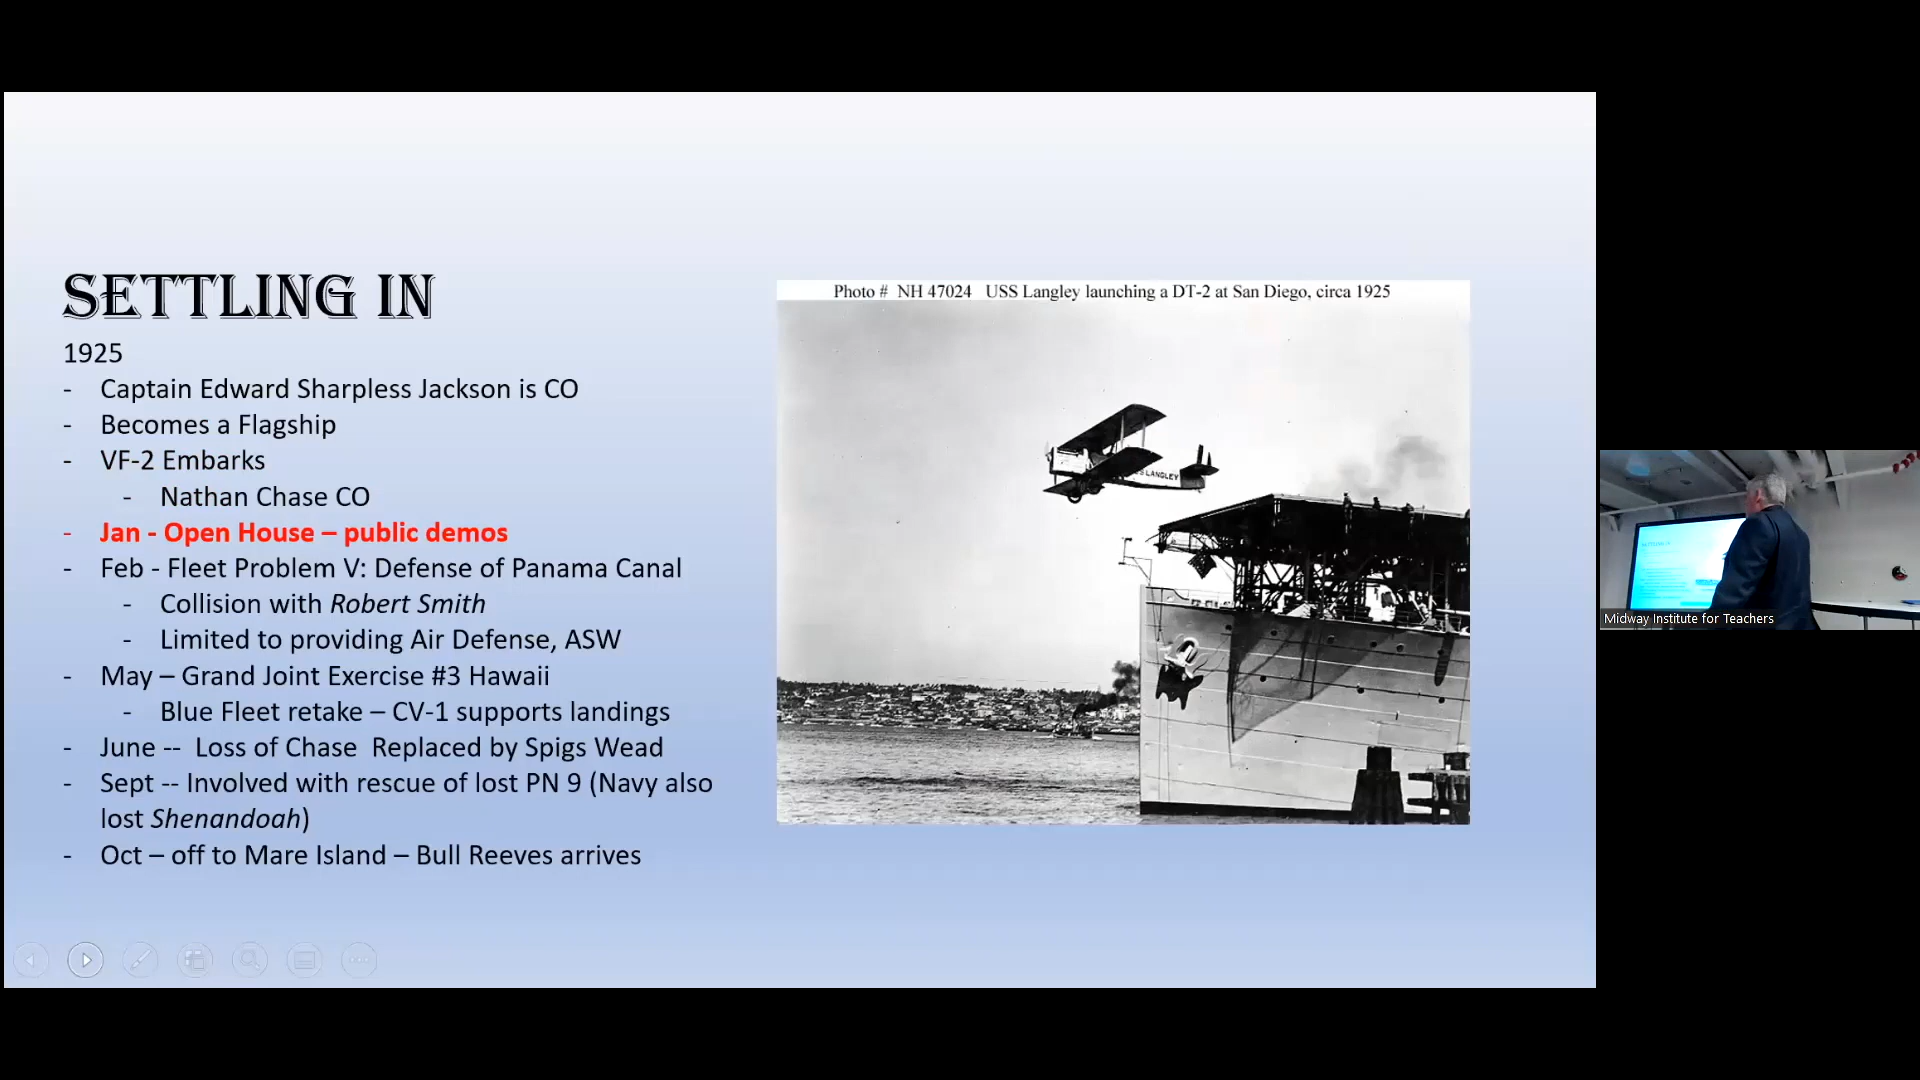 SETTLING IN
1925
- Captain Edward Sharpless Jackson is CO
- Becomes a Flagship
- VF-2 Embarks
- Nathan Chase CO
- Jan - Open House – public demos
- Feb - Fleet Problem V: Defense of Panama Canal
- Collision with Robert Smith
- Limited to providing Air Defense, ASW
- May – Grand Joint Exercise #3 Hawaii
- Blue Fleet retake – CV-1 supports landings
- June -- Loss of Chase Replaced by Spigs Wead
- Sept -- Involved with rescue of lost PN 9 (Navy also
lost Shenandoah)
- Oct – off to Mare Island – Bull Reeves arrives
Photo # NH 47024 USS Langley launching a DT-2 at San Diego, circa 1925
LANGLEY
Midway Institute for Teachers